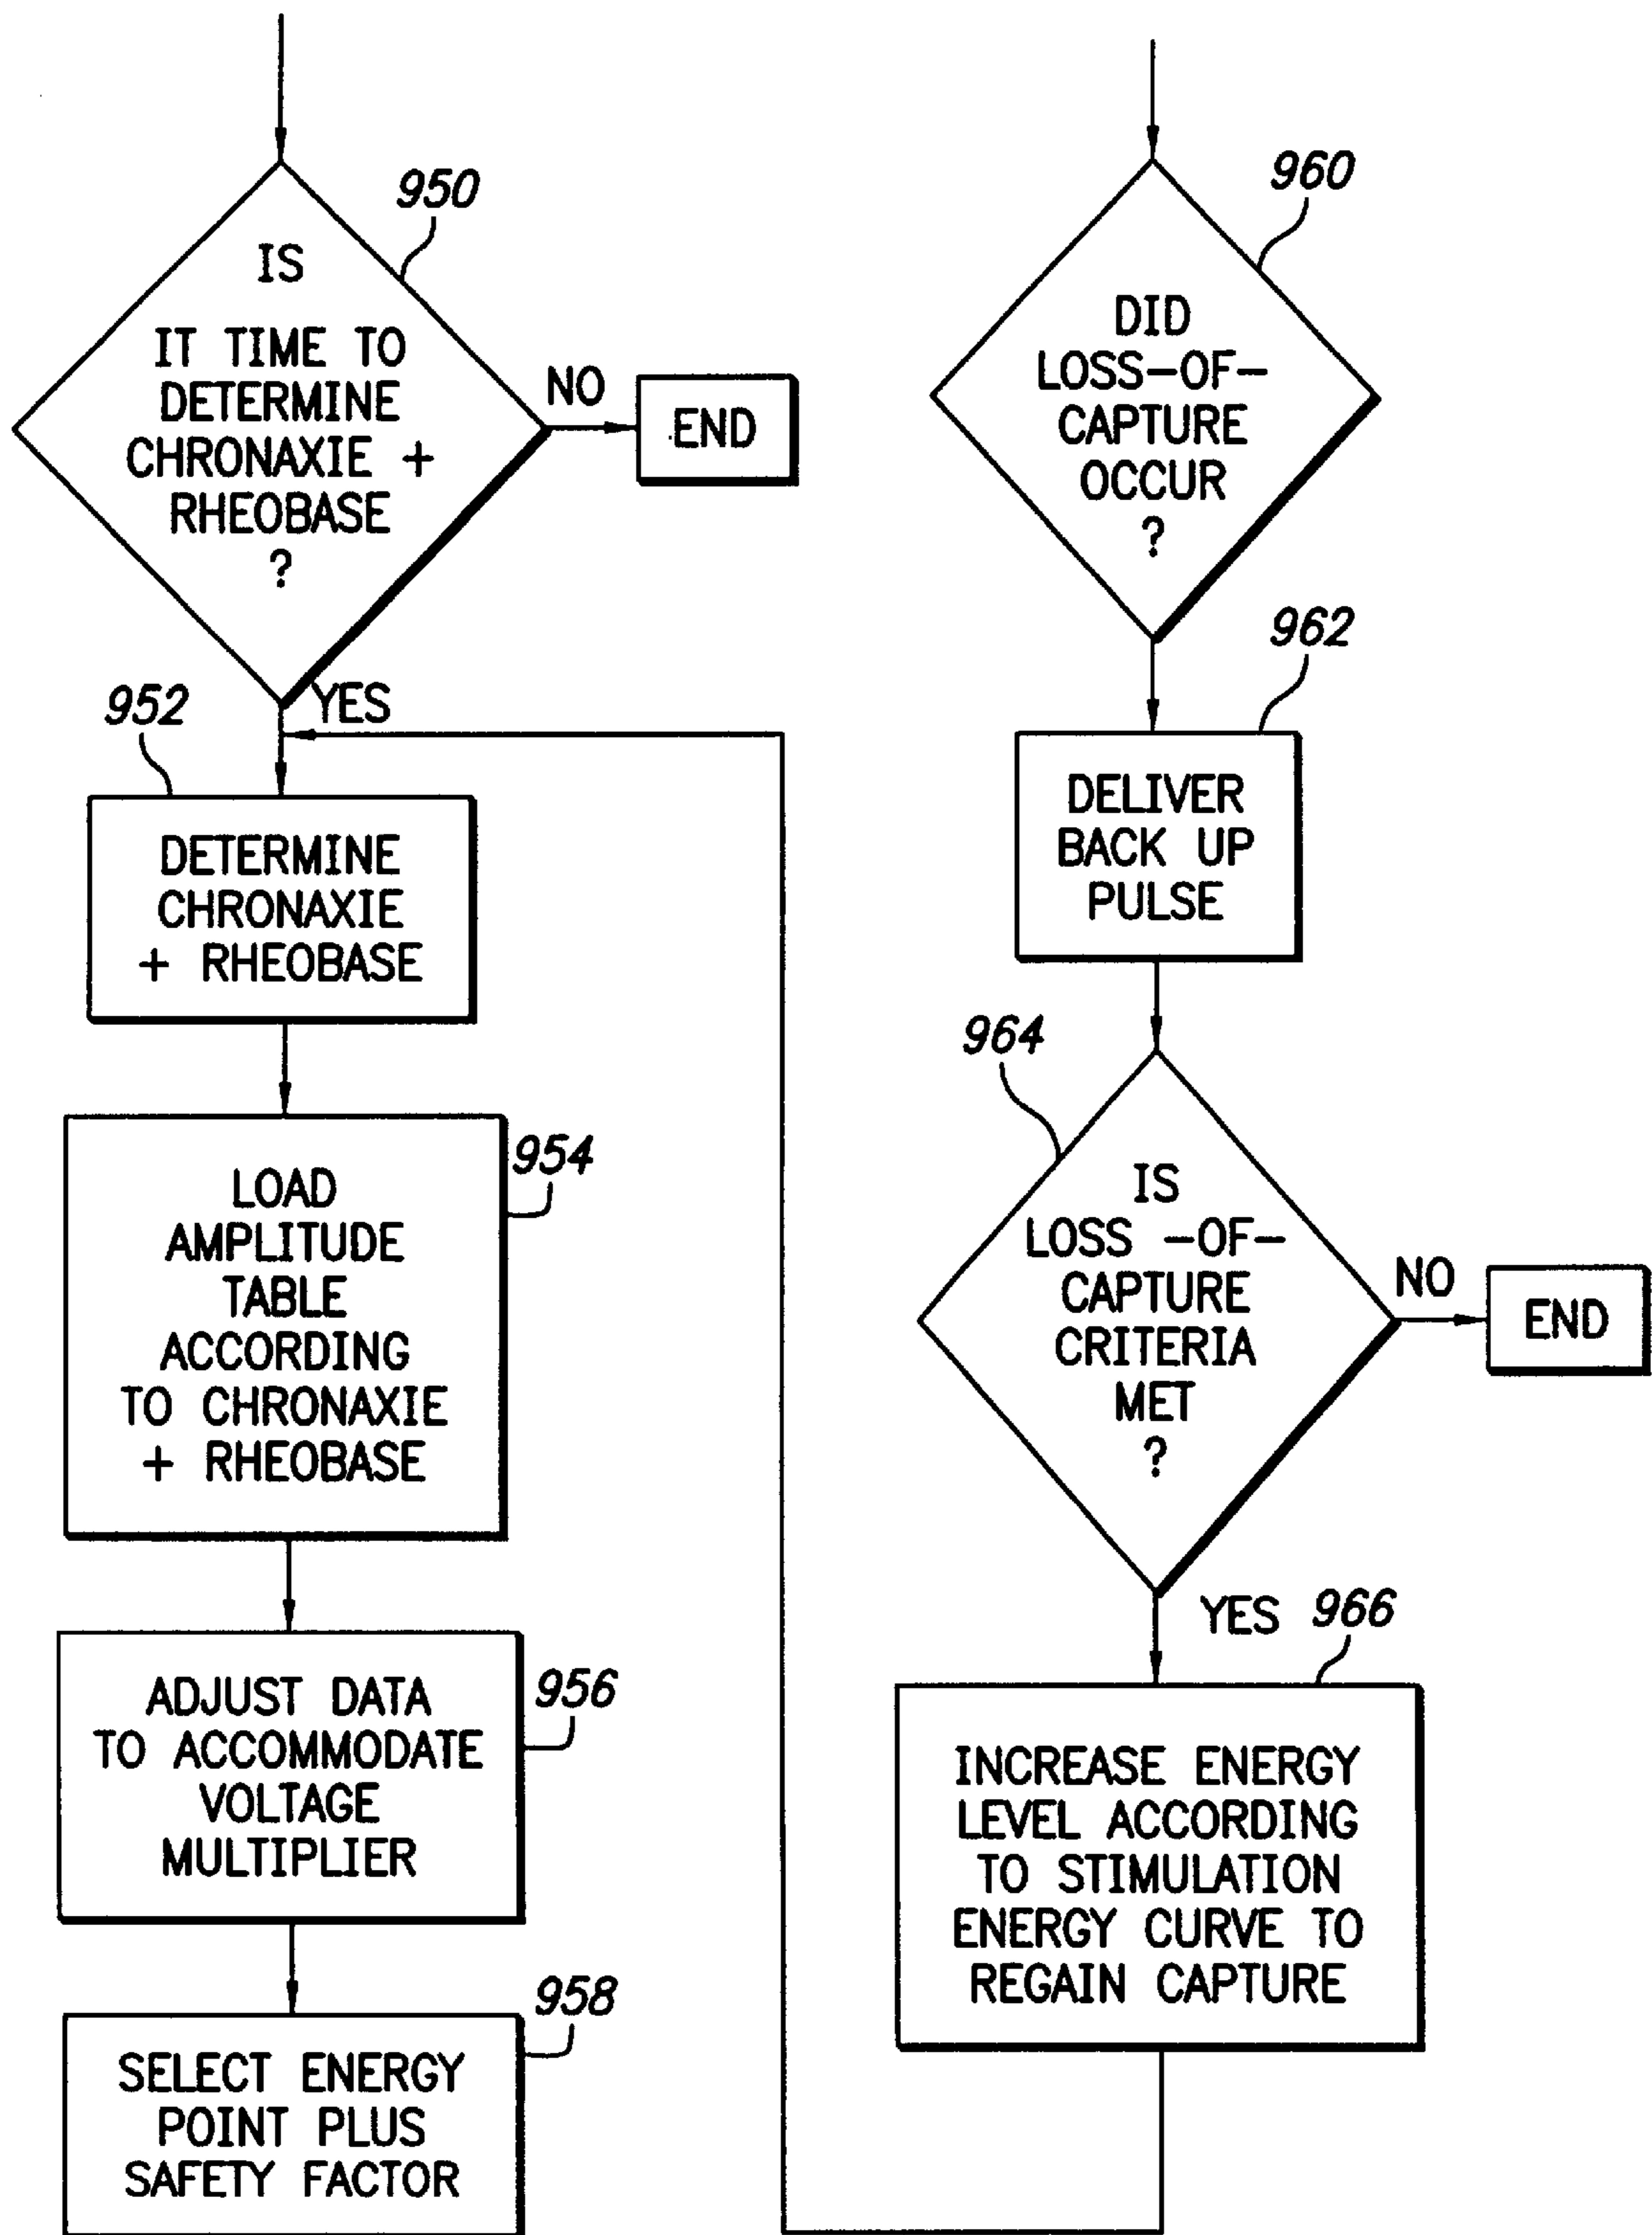 950
IS
IT TIME TO
DETERMINE
CHRONAXIE +
RHEOBASE
?
NO
END
YES
952
DETERMINE
CHRONAXIE
+ RHEOBASE
954
LOAD
AMPLITUDE
TABLE
ACCORDING
TO CHRONAXIE
+ RHEOBASE
956
ADJUST DATA
TO ACCOMMODATE
VOLTAGE
MULTIPLIER
958
SELECT ENERGY
POINT PLUS
SAFETY FACTOR
960
DID
LOSS-OF-
CAPTURE
OCCUR
?
962
DELIVER
BACK UP
PULSE
964
IS
LOSS -OF-
CAPTURE
CRITERIA
MET
?
NO
END
YES
966
INCREASE ENERGY
LEVEL ACCORDING
TO STIMULATION
ENERGY CURVE TO
REGAIN CAPTURE